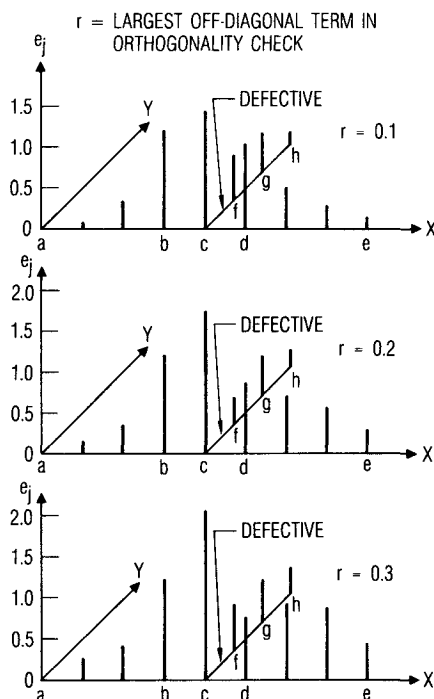 r = LARGEST OFF-DIAGONAL TERM IN
ORTHOGONALITY CHECK
e_j
1.5
1.0
0.5
0
Y
DEFECTIVE
r = 0.1
h
g
f
a
b
c
d
e
X
e_j
2.0
1.5
1.0
0.5
0
Y
DEFECTIVE
r = 0.2
h
g
f
a
b
c
d
e
X
e_j
2.0
1.5
1.0
0.5
0
Y
DEFECTIVE
r = 0.3
h
g
f
a
b
c
d
e
X